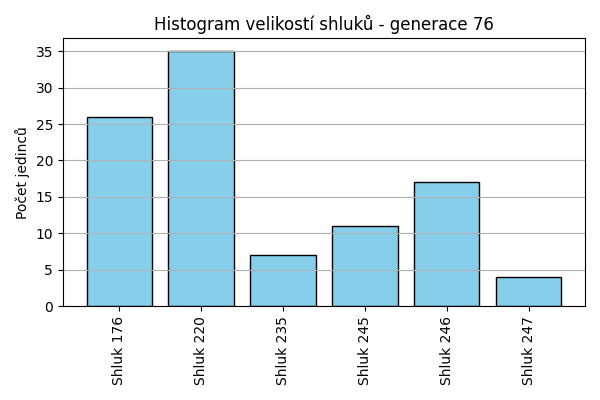 Histogram velikostí shluků - generace 76
Počet jedinců
35
30
25
20
15
10
5
0
Shluk 176
Shluk 220
Shluk 235
Shluk 245
Shluk 246
Shluk 247